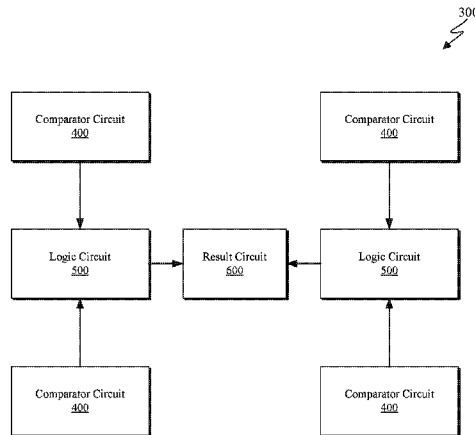 300
Comparator Circuit
400
Comparator Circuit
400
Logic Circuit
500
Result Circuit
600
Logic Circuit
500
Comparator Circuit
400
Comparator Circuit
400